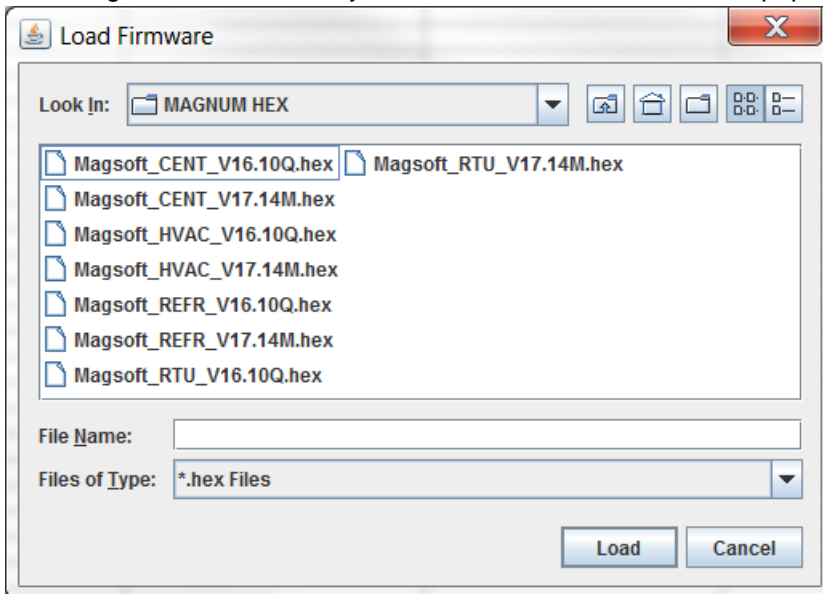 Load Firmware
Look In: MAGNUM HEX
Magsoft_CENT_V16.10Q.hex Magsoft_RTU_V17.14M.hex
Magsoft_CENT_V17.14M.hex
Magsoft_HVAC_V16.10Q.hex
Magsoft_HVAC_V17.14M.hex
Magsoft_REFR_V16.10Q.hex
Magsoft_REFR_V17.14M.hex
Magsoft_RTU_V16.10Q.hex
File Name:
Files of Type: *.hex Files
Load Cancel